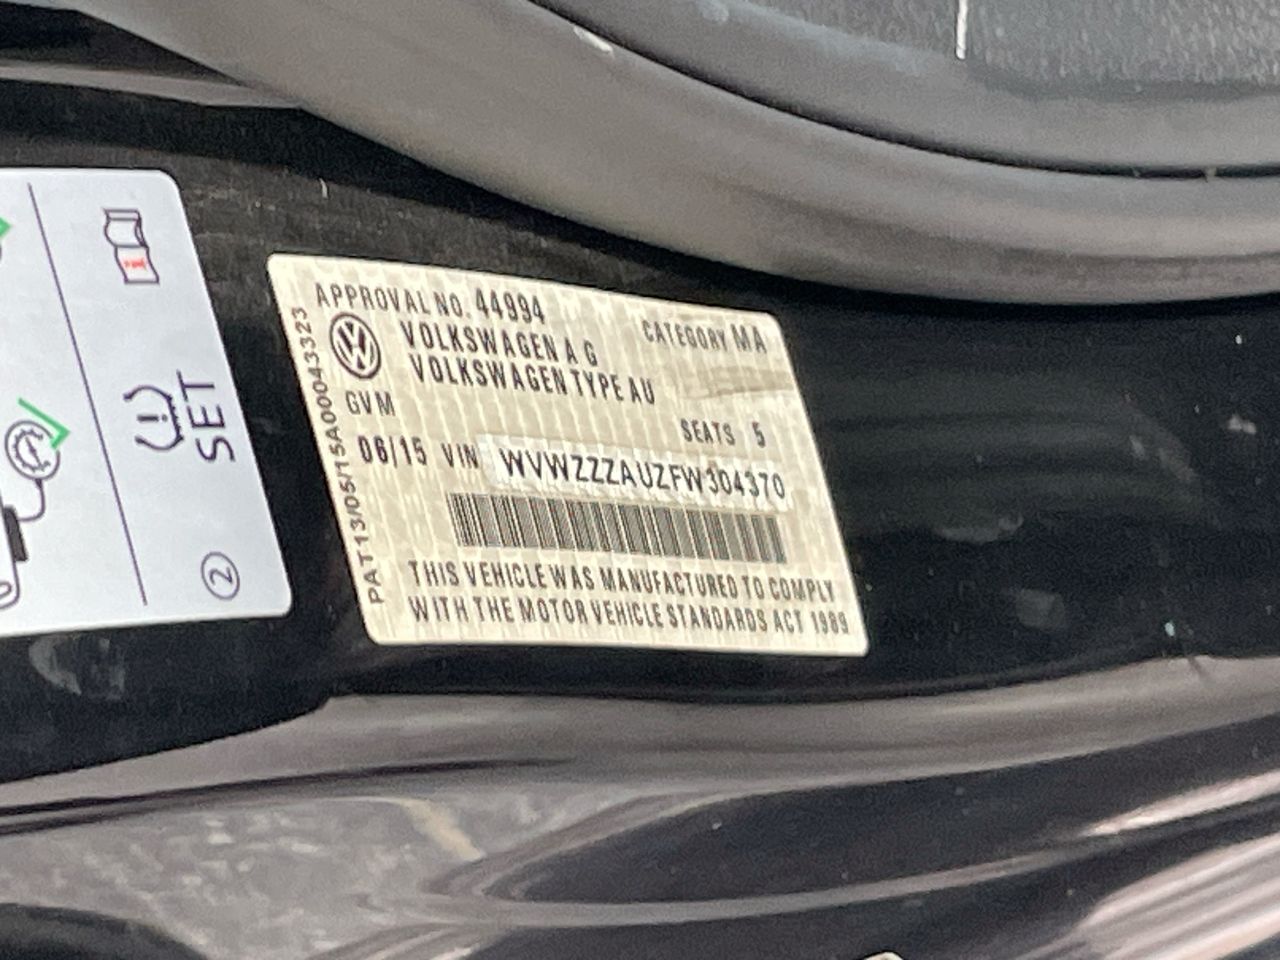 SET
2
APPROVAL NO. 44994
CATEGORY MA
VOLKSWAGEN A G
VOLKSWAGEN TYPE AU
GVM
SEATS 5
06/15 VIN WVWZZZAUZFW304370
THIS VEHICLE WAS MANUFACTURED TO COMPLY
WITH THE MOTOR VEHICLE STANDARDS ACT 1989
PAT13/05/15A00043323